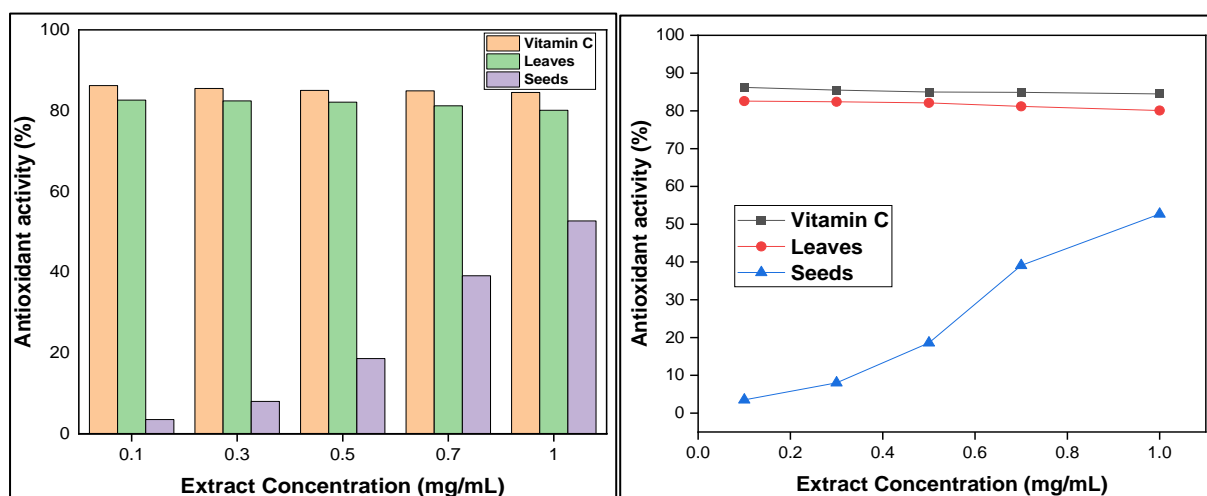 100
80
60
40
20
0
Antioxidant activity (%)
Vitamin C
Leaves
Seeds
0.1 0.3 0.5 0.7 1
Extract Concentration (mg/mL)
100
90
80
70
60
50
40
30
20
10
0
Antioxidant activity (%)
Vitamin C
Leaves
Seeds
0.0 0.2 0.4 0.6 0.8 1.0
Extract Concentration (mg/mL)